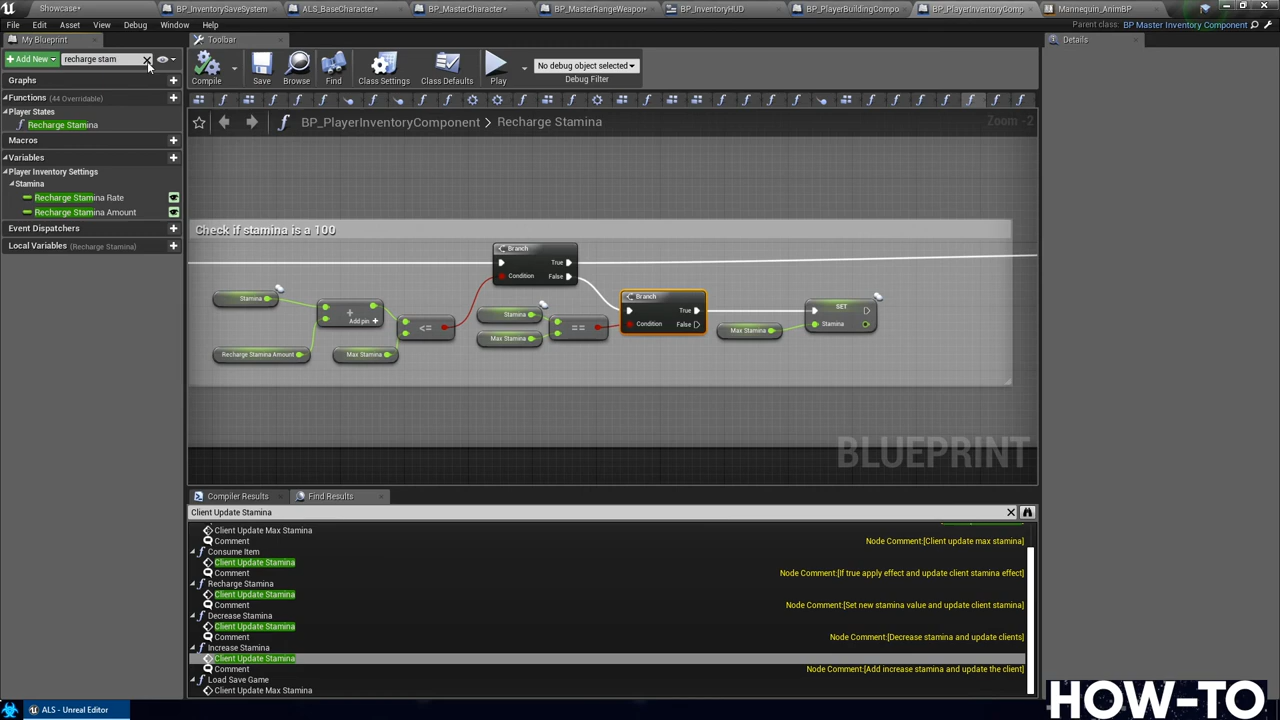 Showcase•
BP_InventorySaveSystem
ALS_BaseCharacter•
BP_MasterCharacter•
BP_MasterRangeWeapon•
BP_InventoryHUD
BP_PlayerBuildingCompo
BP_PlayerInventoryComp
Mannequin_AnimBP
File Edit Asset View Debug Window Help
Parent class: BP Master Inventory Component
My Blueprint
Toolbar
Details
+Add New
recharge stam
Compile
Save
Browse
Find
Class Settings
Class Defaults
Play
No debug object selected
Debug Filter
Graphs
Functions (44 Overridable)
Player States
Recharge Stamina
Macros
Variables
Player Inventory Settings
Stamina
Recharge Stamina Rate
Recharge Stamina Amount
Event Dispatchers
Local Variables (Recharge Stamina)
BP_PlayerInventoryComponent > Recharge Stamina
Zoom -2
Check if stamina is a 100
Branch
True
Condition False
Stamina
+
Add pin +
<=
Recharge Stamina Amount
Max Stamina
Stamina
Max Stamina
==
Branch
True
Condition False
Max Stamina
SET
Stamina
BLUEPRINT
Compiler Results
Find Results
Client Update Stamina
Client Update Max Stamina
Comment Node Comment:[Client update max stamina]
Consume Item
Client Update Stamina
Comment Node Comment:[If true apply effect and update client stamina effect]
Recharge Stamina
Client Update Stamina
Comment Node Comment:[Set new stamina value and update client stamina]
Decrease Stamina
Client Update Stamina
Comment Node Comment:[Decrease stamina and update clients]
Increase Stamina
Client Update Stamina
Comment Node Comment:[Add increase stamina and update the client]
Load Save Game
Client Update Max Stamina
ALS - Unreal Editor
HOW-TO